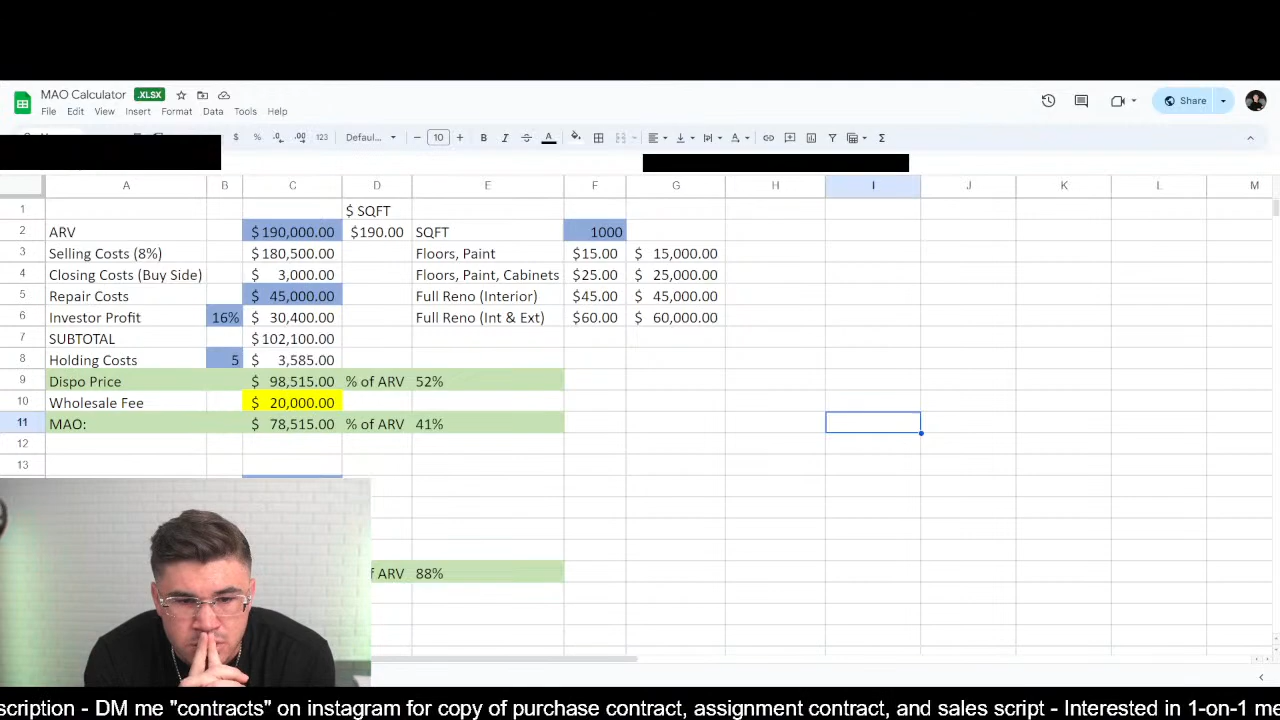 MAO Calculator .XLSX
File Edit View Insert Format Data Tools Help
Share
$ % .0 .00 123 Defaul... 10 B I A Σ
A B C D E F G H I J K L M
1 $ SQFT
2 ARV $190,000.00 $190.00 SQFT 1000
3 Selling Costs (8%) $180,500.00 Floors, Paint $15.00 $ 15,000.00
4 Closing Costs (Buy Side) $ 3,000.00 Floors, Paint, Cabinets $25.00 $ 25,000.00
5 Repair Costs $ 45,000.00 Full Reno (Interior) $45.00 $ 45,000.00
6 Investor Profit 16% $ 30,400.00 Full Reno (Int & Ext) $60.00 $ 60,000.00
7 SUBTOTAL $102,100.00
8 Holding Costs 5 $ 3,585.00
9 Dispo Price $ 98,515.00 % of ARV 52%
10 Wholesale Fee $ 20,000.00
11 MAO: $ 78,515.00 % of ARV 41%
12
13
ARV 88%
scription - DM me "contracts" on instagram for copy of purchase contract, assignment contract, and sales script - Interested in 1-on-1 me